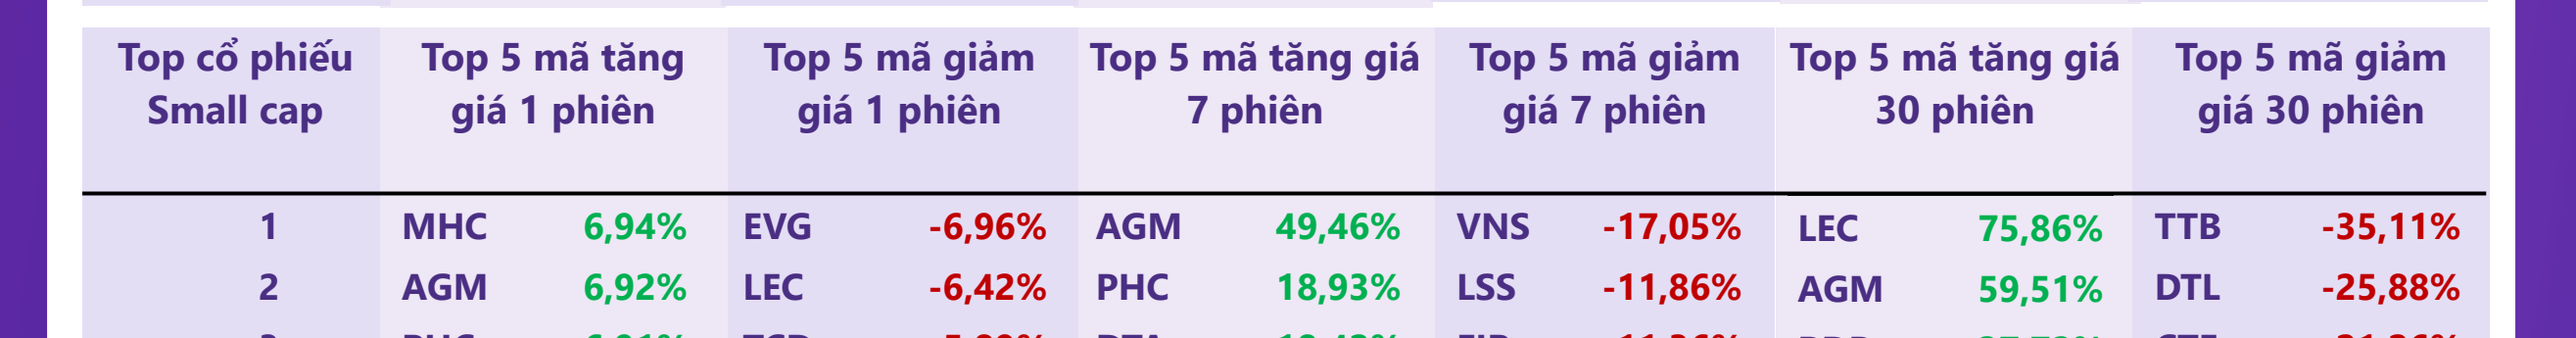 Top cổ phiếu Small cap | Top 5 mã tăng giá 1 phiên | Top 5 mã giảm giá 1 phiên | Top 5 mã tăng giá 7 phiên | Top 5 mã giảm giá 7 phiên | Top 5 mã tăng giá 30 phiên | Top 5 mã giảm giá 30 phiên
1 MHC 6,94% EVG -6,96% AGM 49,46% VNS -17,05% LEC 75,86% TTB -35,11%
2 AGM 6,92% LEC -6,42% PHC 18,93% LSS -11,86% AGM 59,51% DTL -25,88%